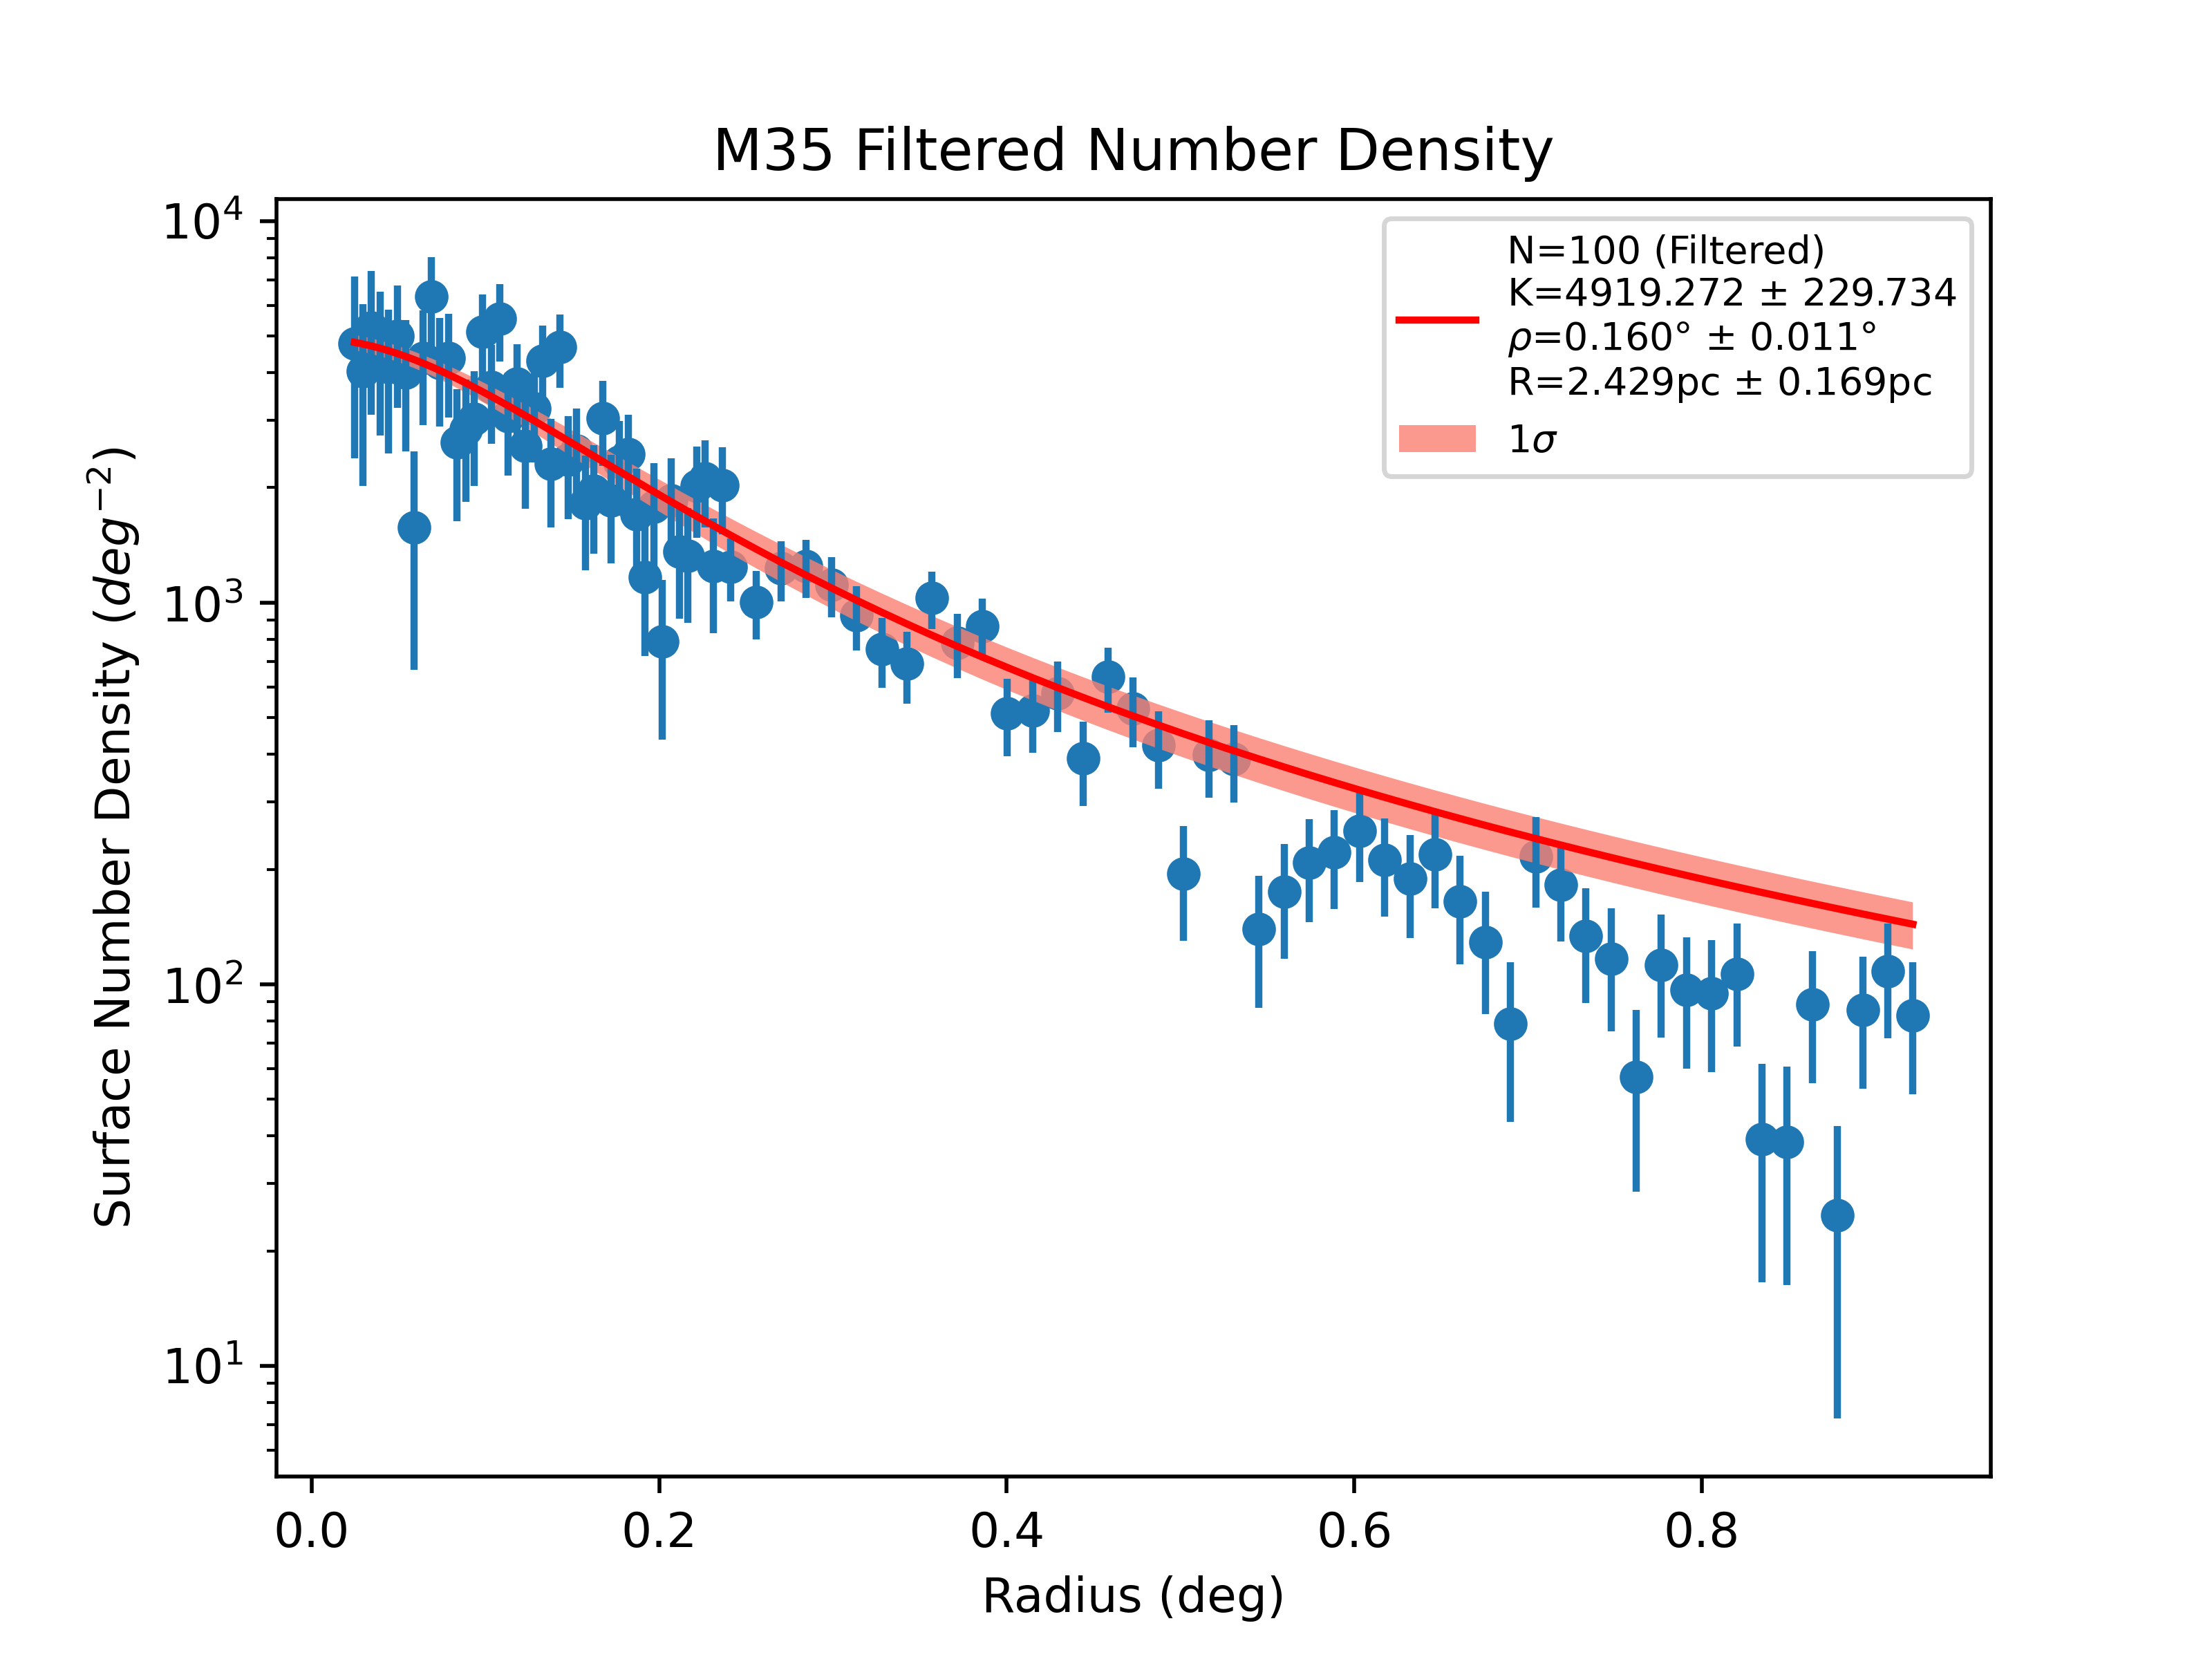 M35 Filtered Number Density
10⁴
10³
10²
10¹
Surface Number Density (deg⁻²)
N=100 (Filtered)
K=4919.272 ± 229.734
ρ=0.160° ± 0.011°
R=2.429pc ± 0.169pc
1σ
0.0 0.2 0.4 0.6 0.8
Radius (deg)